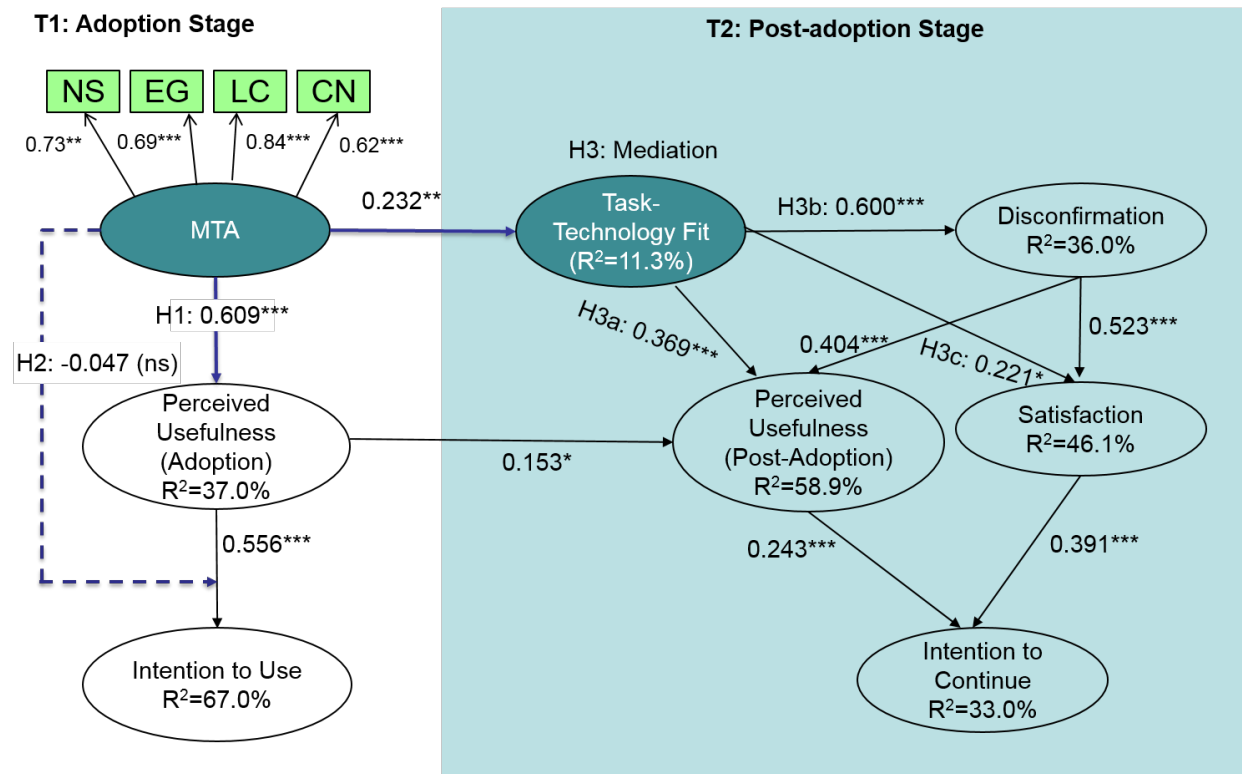 T1: Adoption Stage
T2: Post-adoption Stage
NS
EG
LC
CN
0.73**
0.69***
0.84***
0.62***
H3: Mediation
MTA
0.232**
Task-
Technology Fit
(R²=11.3%)
H3b: 0.600***
Disconfirmation
R²=36.0%
H1: 0.609***
H2: -0.047 (ns)
H3a: 0.369***
0.404***
H3c: 0.221*
0.523***
Perceived
Usefulness
(Adoption)
R²=37.0%
0.153*
Perceived
Usefulness
(Post-Adoption)
R²=58.9%
Satisfaction
R²=46.1%
0.556***
0.243***
0.391***
Intention to Use
R²=67.0%
Intention to
Continue
R²=33.0%